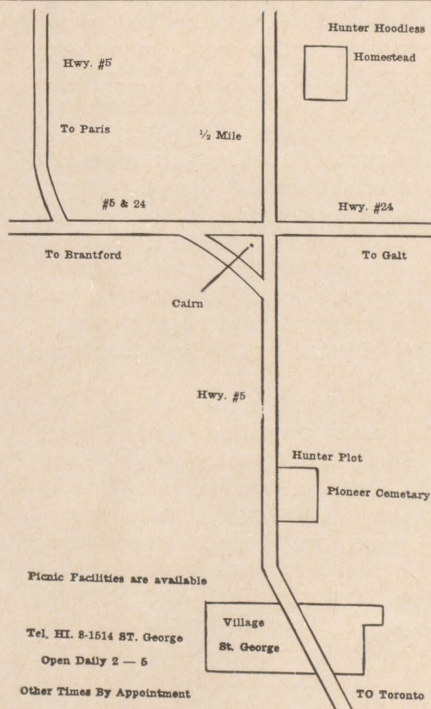 Hunter Hoodless
Homestead
Hwy. #5
To Paris
½ Mile
#5 & 24
Hwy. #24
To Brantford
To Galt
Cairn
Hwy. #5
Hunter Plot
Pioneer Cemetary
Picnic Facilities are available
Village
St. George
Tel. HI. 8-1514 ST. George
Open Daily 2 — 5
Other Times By Appointment
TO Toronto